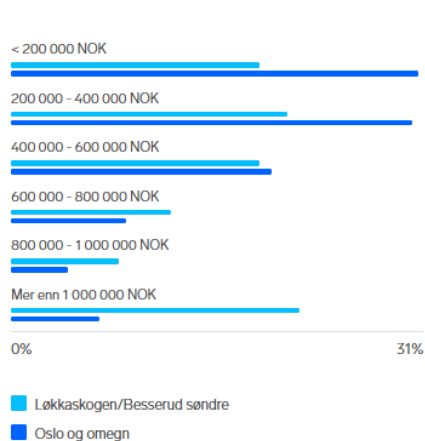 < 200 000 NOK
200 000 - 400 000 NOK
400 000 - 600 000 NOK
600 000 - 800 000 NOK
800 000 - 1 000 000 NOK
Mer enn 1 000 000 NOK
0% 31%
Løkkaskogen/Besserud søndre
Oslo og omegn